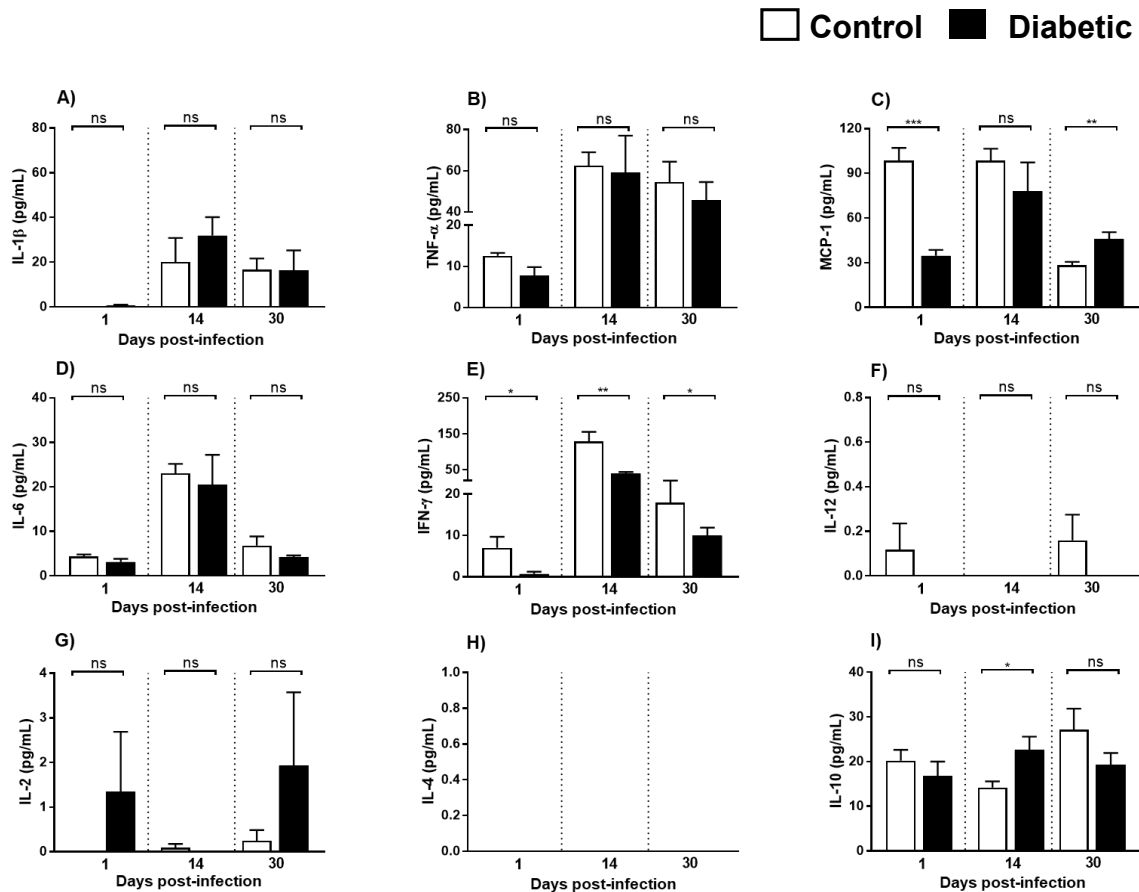 Control Diabetic
A)
ns ns ns
IL-1β (pg/mL)
80
60
40
20
0
1 14 30
Days post-infection
B)
ns ns ns
TNF-α (pg/mL)
80
60
40
20
10
0
1 14 30
Days post-infection
C)
*** ns **
MCP-1 (pg/mL)
120
90
60
30
0
1 14 30
Days post-infection
D)
ns ns ns
IL-6 (pg/mL)
40
30
20
10
0
1 14 30
Days post-infection
E)
* ** *
IFN-γ (pg/mL)
250
150
50
20
10
0
1 14 30
Days post-infection
F)
ns ns ns
IL-12 (pg/mL)
0.8
0.6
0.4
0.2
0.0
1 14 30
Days post-infection
G)
ns ns ns
IL-2 (pg/mL)
4
3
2
1
0
1 14 30
Days post-infection
H)
IL-4 (pg/mL)
1.0
0.8
0.6
0.4
0.2
0.0
1 14 30
Days post-infection
I)
ns * ns
IL-10 (pg/mL)
40
30
20
10
0
1 14 30
Days post-infection